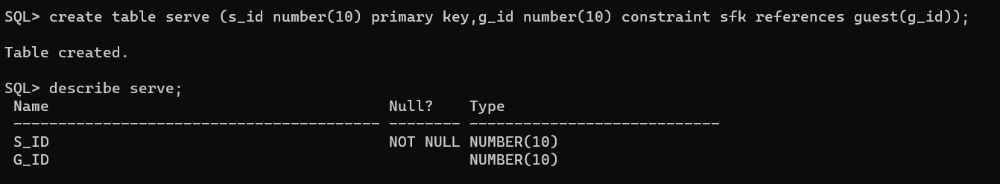 SQL> create table serve (s_id number(10) primary key,g_id number(10) constraint sfk references guest(g_id));
Table created.
SQL> describe serve;
Name Null? Type
----------------------------------------- -------- ----------------------------
S_ID NOT NULL NUMBER(10)
G_ID NUMBER(10)